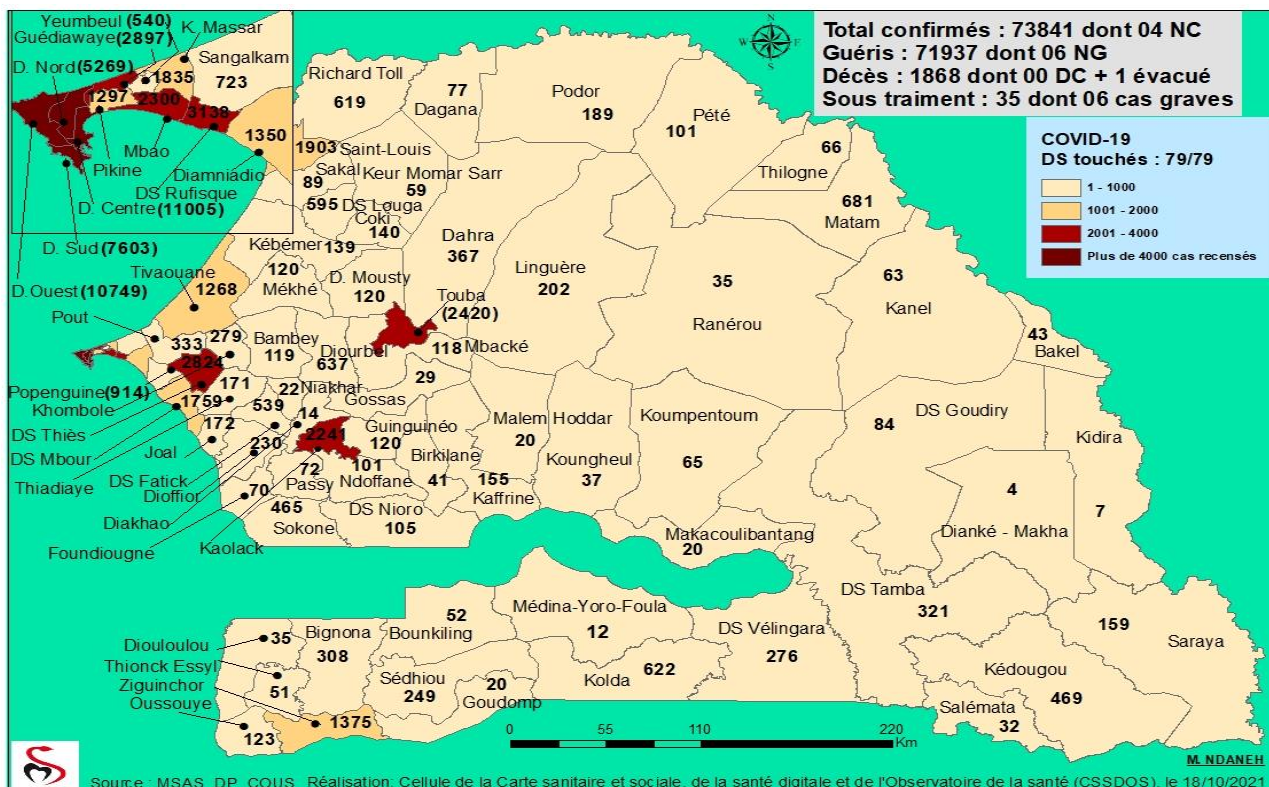 Yeumbeul (540)
Guédiawaye (2897)
K. Massar
D. Nord (5269)
1835
Sangalkam
723
1297
2300
3138
1350
Mbao
Pikine
Diamniadio
DS Rufisque
D. Centre (11005)
D. Sud (7603)
D.Ouest (10749)
Total confirmés : 73841 dont 04 NC
Guéris : 71937 dont 06 NG
Décès : 1868 dont 00 DC + 1 évacué
Sous traiment : 35 dont 06 cas graves
COVID-19
DS touchés : 79/79
1 - 1000
1001 - 2000
2001 - 4000
Plus de 4000 cas recensés
N
W
E
S
Richard Toll
619
77
Dagana
Podor
189
Pété
101
66
Thilogne
681
Matam
1903
Saint-Louis
Sakal
89
Keur Momar Sarr
59
595
DS Louga
Coki
140
Kébémer
139
Dahra
367
Linguère
202
35
Ranérou
63
Kanel
43
Bakel
Tivaouane
1268
120
Mékhé
D. Mousty
120
Touba
(2420)
Pout
333
279
Bambey
119
Diourbel
637
118
Mbacké
2824
29
Popenguine (914)
Khombole
DS Thiès
DS Mbour
Thiadiaye
1759
171
22
Niakhar
Gossas
539
14
172
Joal
230
2241
Guinguinéo
120
Malem Hoddar
20
Koumpentoum
65
84
DS Goudiry
Kidira
7
4
Dianké - Makha
DS Fatick
Dioffior
Diakhao
Foundiougne
Kaolack
72
Passy
101
Ndoffane
Birkilane
41
155
Kaffrine
Koungheul
37
70
465
Sokone
DS Nioro
105
Makacoulibantang
20
DS Tamba
321
159
Saraya
Kédougou
469
Salémata
32
Diouloulou
35
Bignona
308
52
Bounkiling
Médina-Yoro-Foula
12
DS Vélingara
276
Thionck Essyl
51
Ziguinchor
1375
Oussouye
123
Sédhiou
249
20
Goudomp
Kolda
622
0
55
110
220
Km
M. NDANEH
Source : MSAS_DP_COUS_Réalisation: Cellule de la Carte sanitaire et sociale, de la santé digitale et de l'Observatoire de la santé (CSSDOS), le 18/10/2021